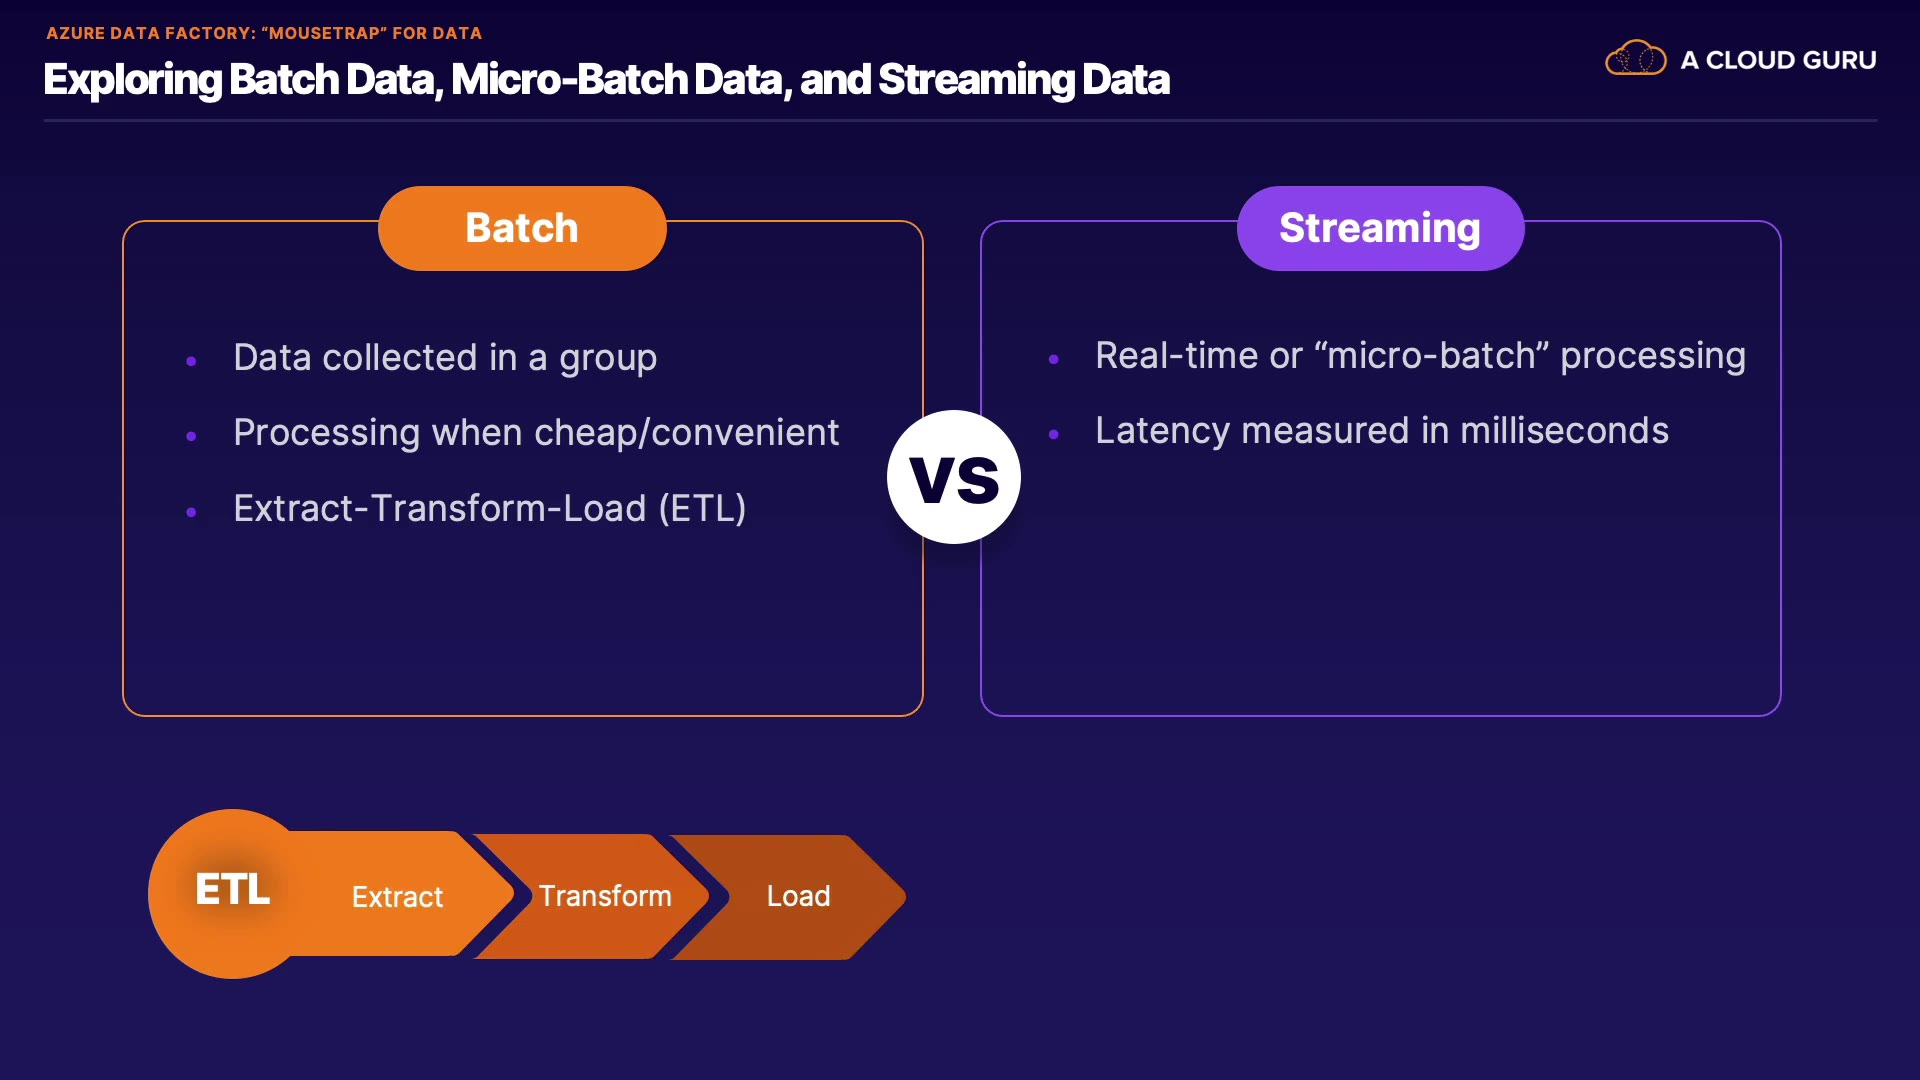 AZURE DATA FACTORY: “MOUSETRAP” FOR DATA
Exploring Batch Data, Micro-Batch Data, and Streaming Data
A CLOUD GURU
Batch
• Data collected in a group
• Processing when cheap/convenient
• Extract-Transform-Load (ETL)
VS
Streaming
• Real-time or “micro-batch” processing
• Latency measured in milliseconds
ETL
Extract
Transform
Load